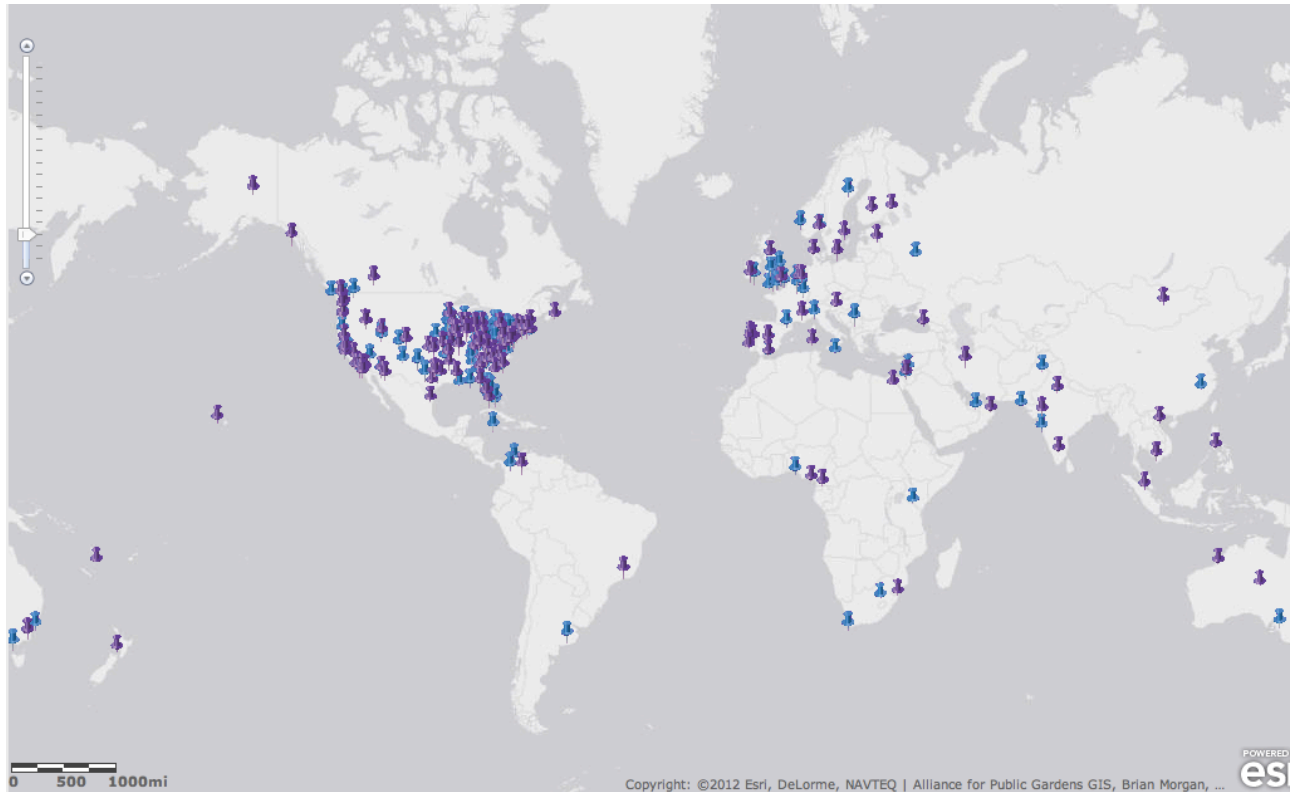 0 500 1000mi
Copyright: ©2012 Esri, DeLorme, NAVTEQ | Alliance for Public Gardens GIS, Brian Morgan, ...
POWERED
esri